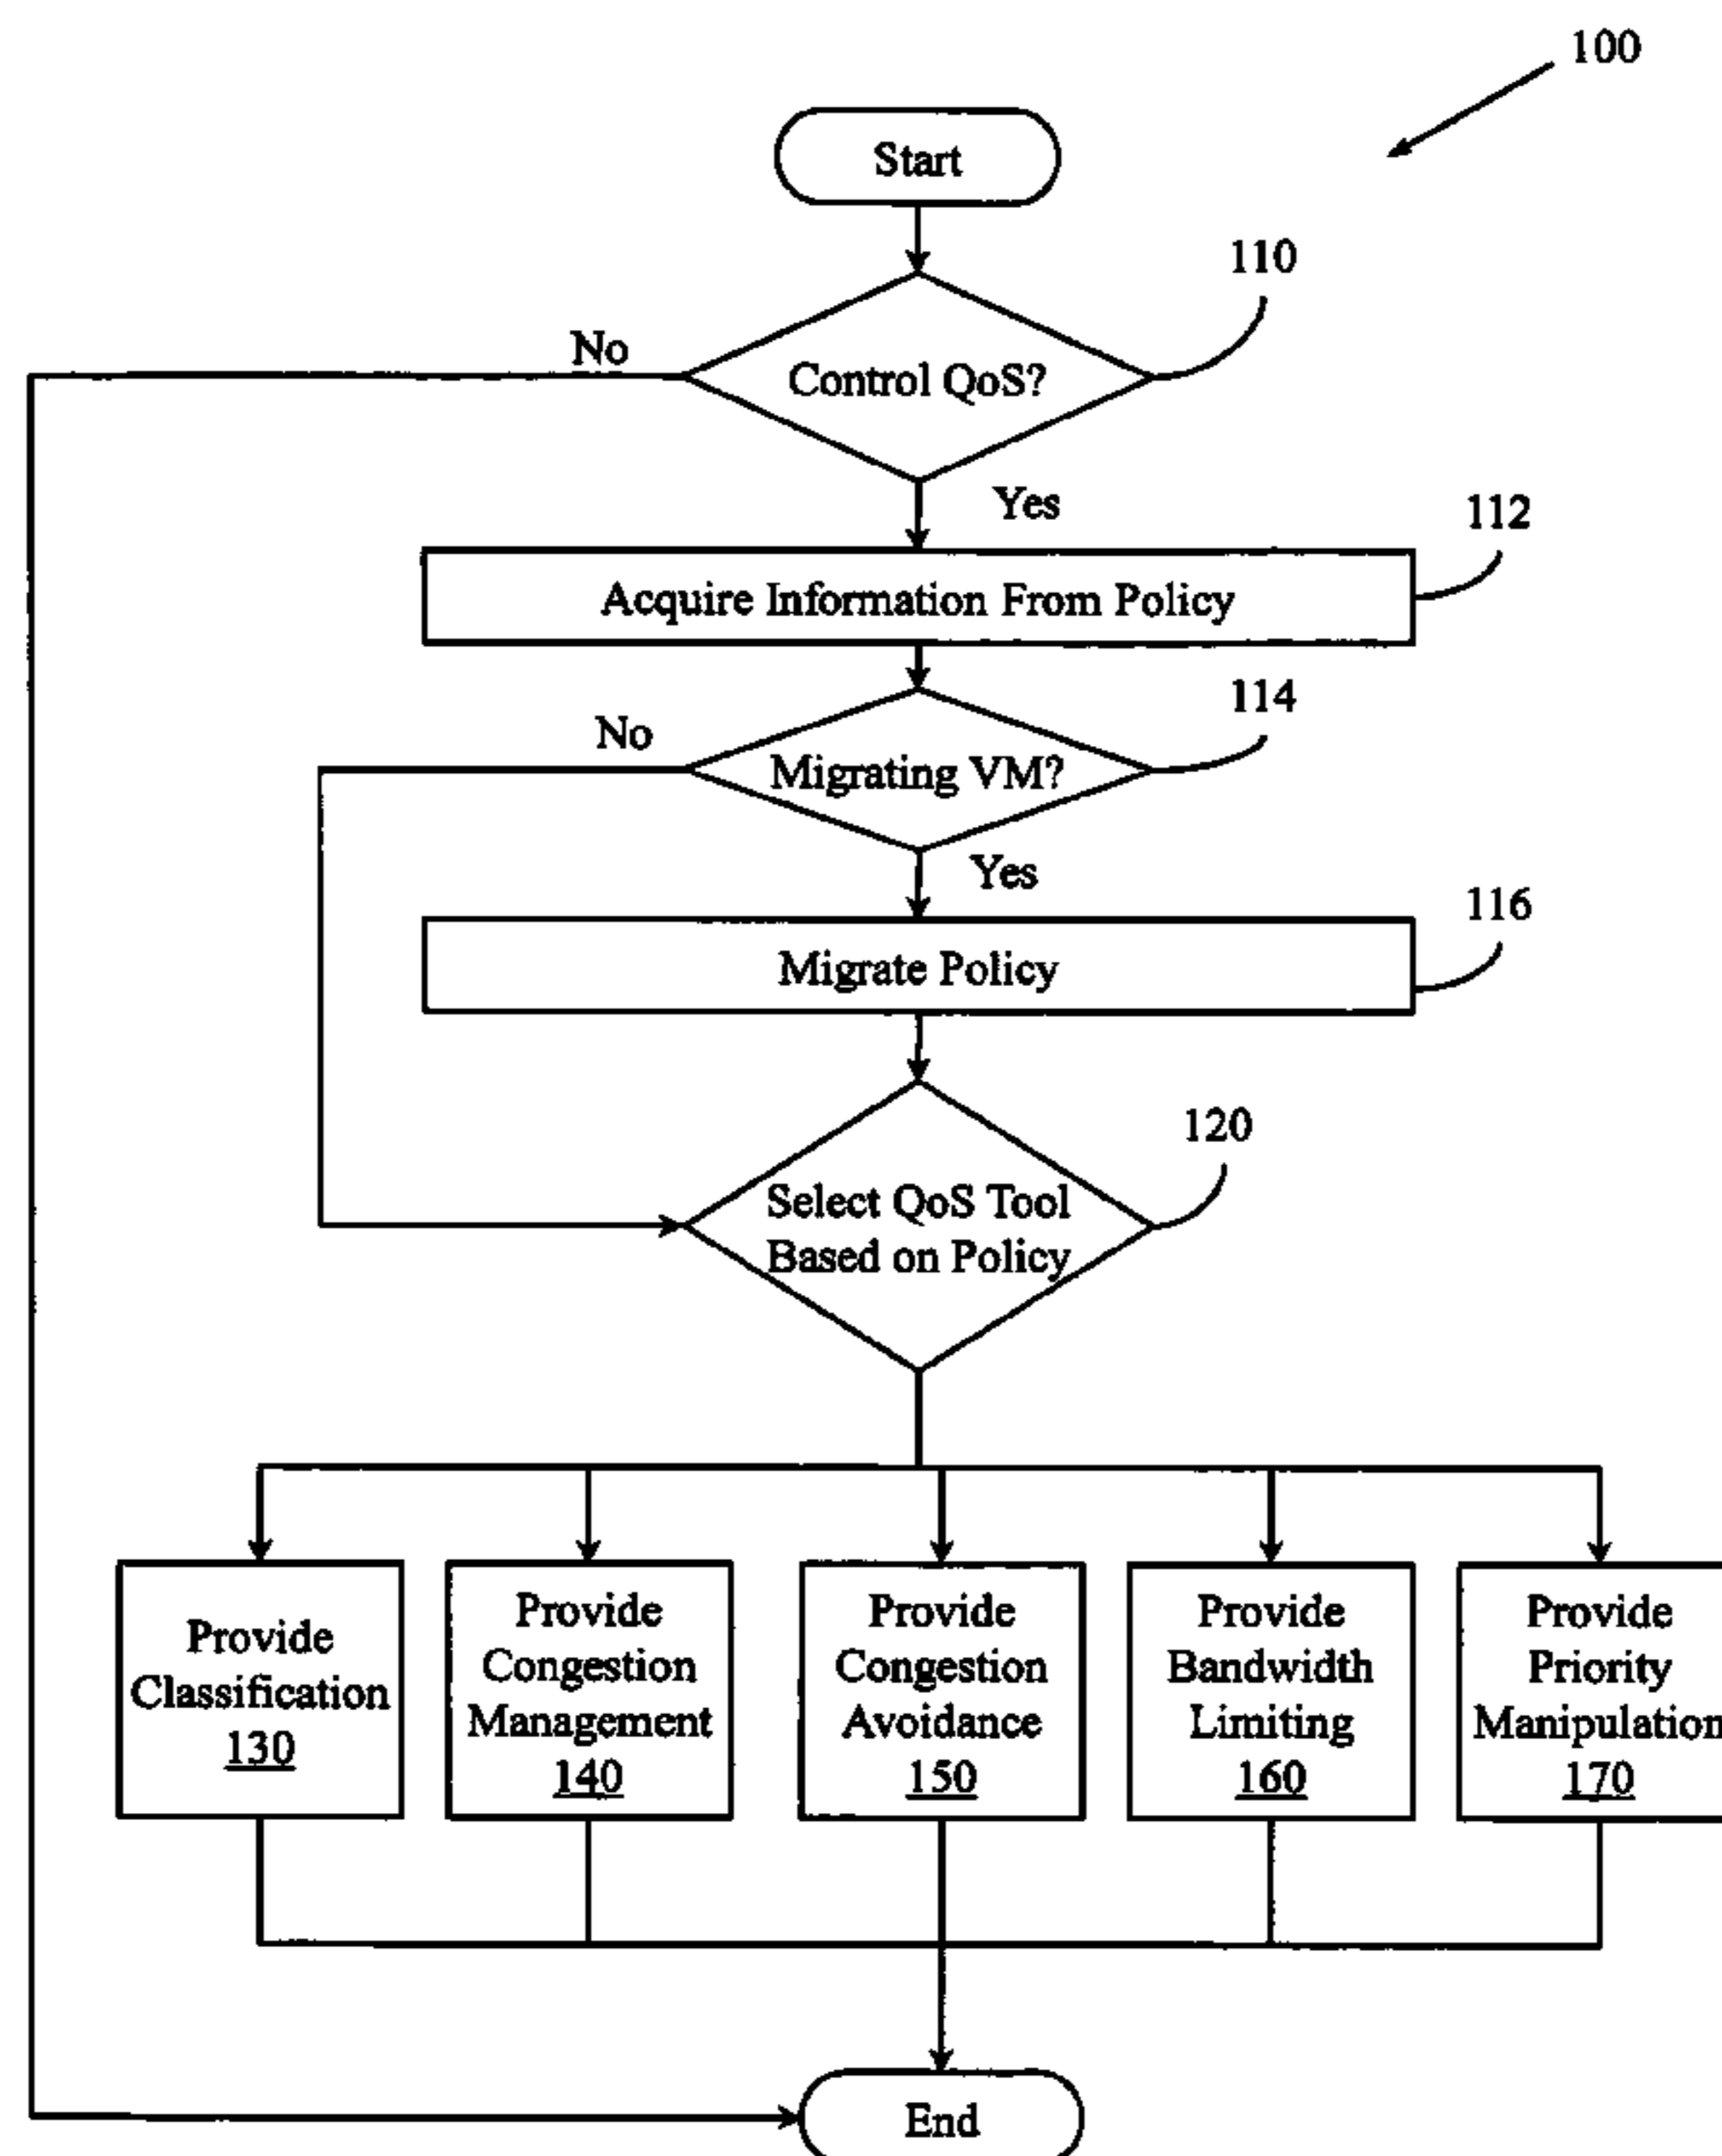 100
Start
110
No
Control QoS?
Yes
112
Acquire Information From Policy
114
No
Migrating VM?
Yes
116
Migrate Policy
120
Select QoS Tool
Based on Policy
Provide
Classification
130
Provide
Congestion
Management
140
Provide
Congestion
Avoidance
150
Provide
Bandwidth
Limiting
160
Provide
Priority
Manipulation
170
End